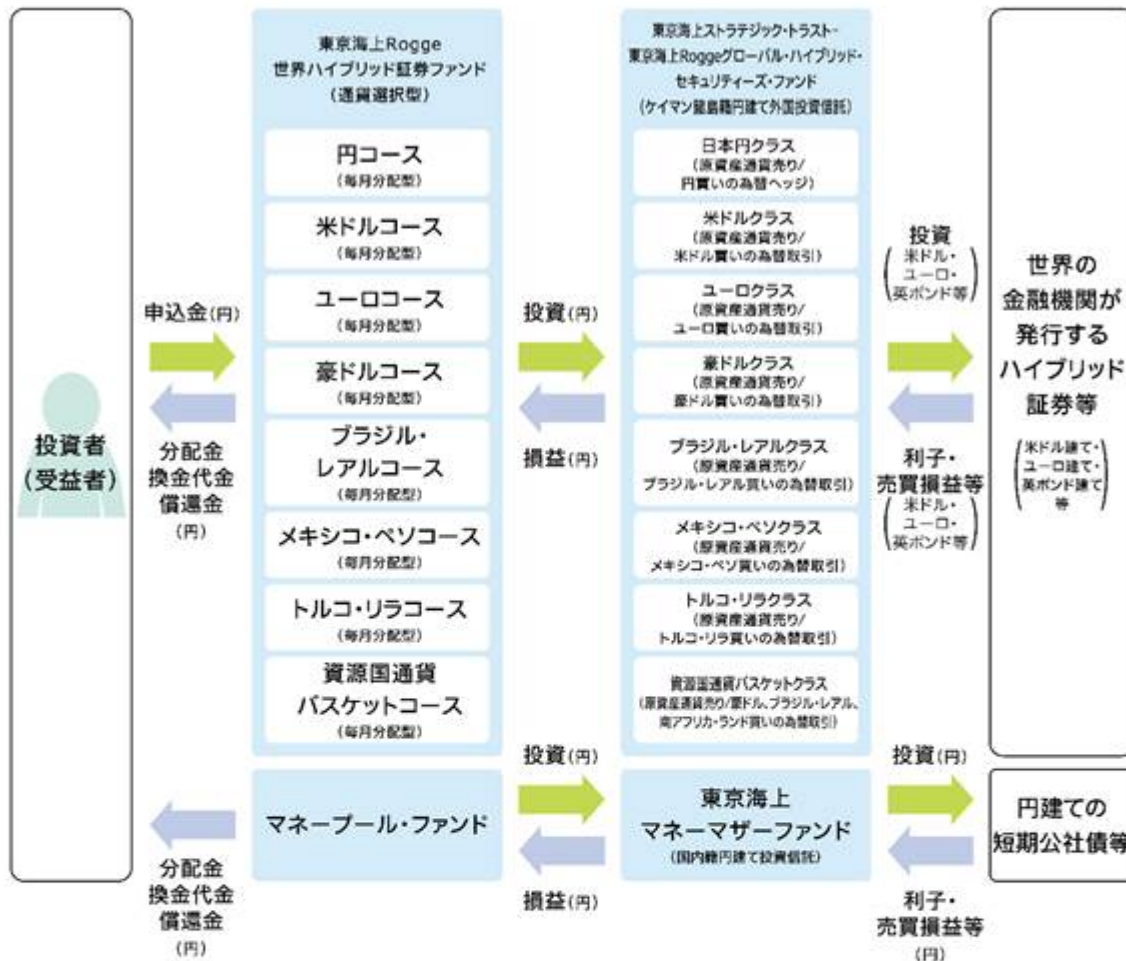 投資者
(受益者)
申込金(円)
分配金
換金代金
償還金
(円)
分配金
換金代金
償還金
(円)
東京海上Rogge
世界ハイブリッド証券ファンド
(通貨選択型)
円コース
(毎月分配型)
米ドルコース
(毎月分配型)
ユーロコース
(毎月分配型)
豪ドルコース
(毎月分配型)
ブラジル・
レアルコース
(毎月分配型)
メキシコ・ペソコース
(毎月分配型)
トルコ・リラコース
(毎月分配型)
資源国通貨
バスケットコース
(毎月分配型)
マネープール・ファンド
投資(円)
損益(円)
投資(円)
損益(円)
東京海上ストラテジック・トラスト-
東京海上Roggeグローバル・ハイブリッド・
セキュリティーズ・ファンド
(ケイマン籍島籍円建て外国投資信託)
日本円クラス
(原資産通貨売り/
円買いの為替ヘッジ)
米ドルクラス
(原資産通貨売り/
米ドル買いの為替取引)
ユーロクラス
(原資産通貨売り/
ユーロ買いの為替取引)
豪ドルクラス
(原資産通貨売り/
豪ドル買いの為替取引)
ブラジル・レアルクラス
(原資産通貨売り/
ブラジル・レアル買いの為替取引)
メキシコ・ペソクラス
(原資産通貨売り/
メキシコ・ペソ買いの為替取引)
トルコ・リラクラス
(原資産通貨売り/
トルコ・リラ買いの為替取引)
資源国通貨バスケットクラス
(原資産通貨売り/豪ドル、ブラジル・レアル、
南アフリカ・ランド買いの為替取引)
東京海上
マネーマザーファンド
(国内籍円建て投資信託)
投資
(米ドル・
ユーロ・
英ポンド等)
利子・
売買損益等
(米ドル・
ユーロ・
英ポンド等)
投資(円)
利子・
売買損益等
(円)
世界の
金融機関が
発行する
ハイブリッド
証券等
(米ドル建て・
ユーロ建て・
英ポンド建て
等)
円建ての
短期公社債等